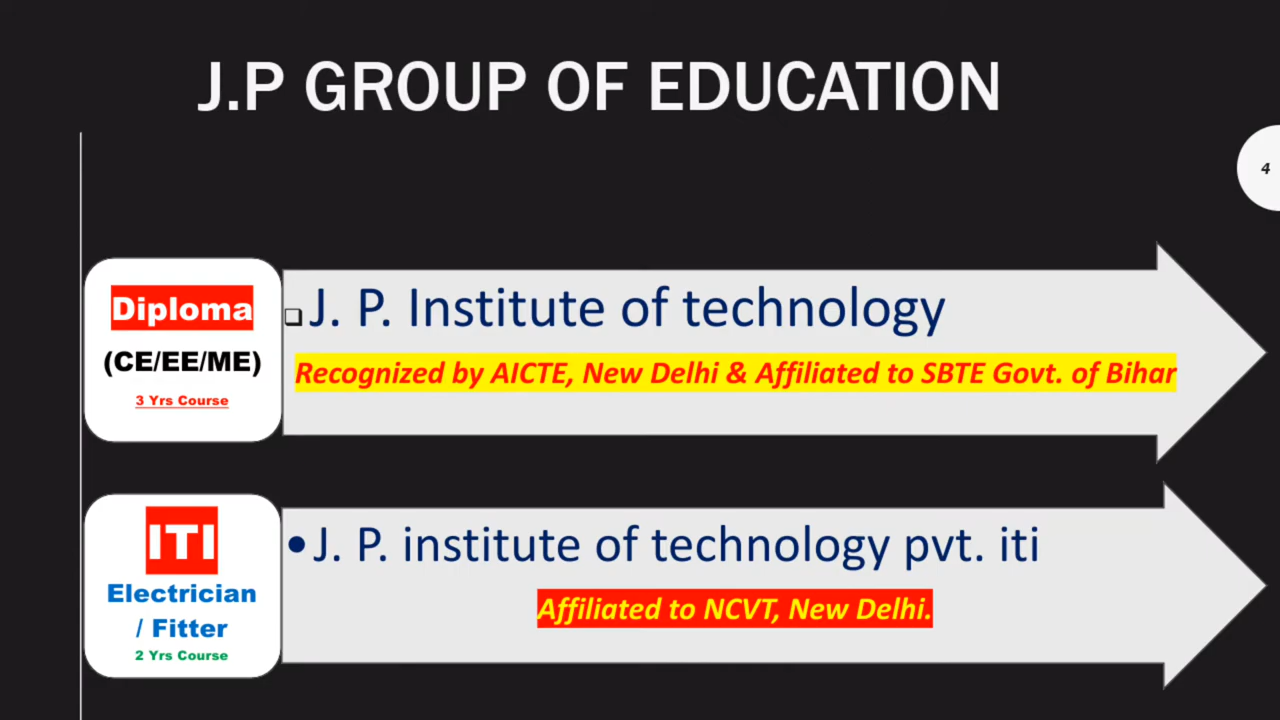 J.P GROUP OF EDUCATION
4
Diploma
(CE/EE/ME)
3 Yrs Course
❑J. P. Institute of technology
Recognized by AICTE, New Delhi & Affiliated to SBTE Govt. of Bihar
ITI
Electrician
/ Fitter
2 Yrs Course
•J. P. institute of technology pvt. iti
Affiliated to NCVT, New Delhi.